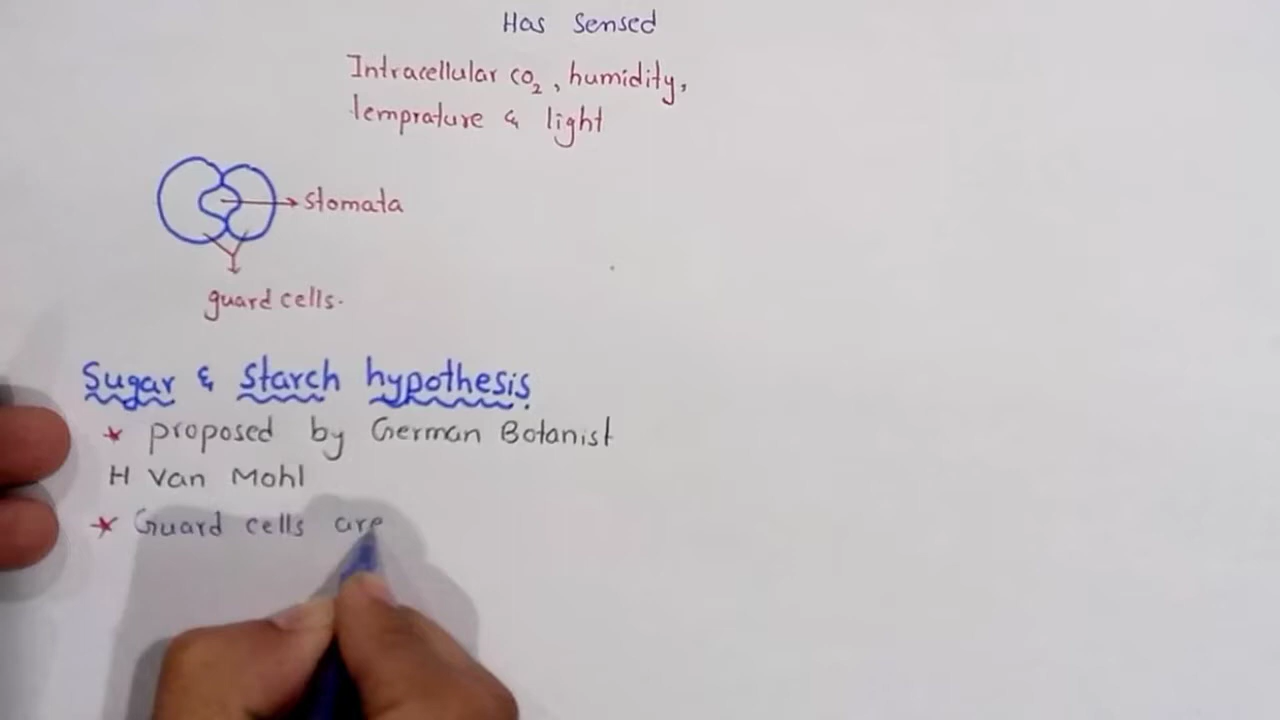 Has Sensed
Intracellular CO2, humidity,
temprature & light
stomata
guard cells.
Sugar & Starch hypothesis.
* proposed by German Botanist
H Van Mohl
* Guard cells are